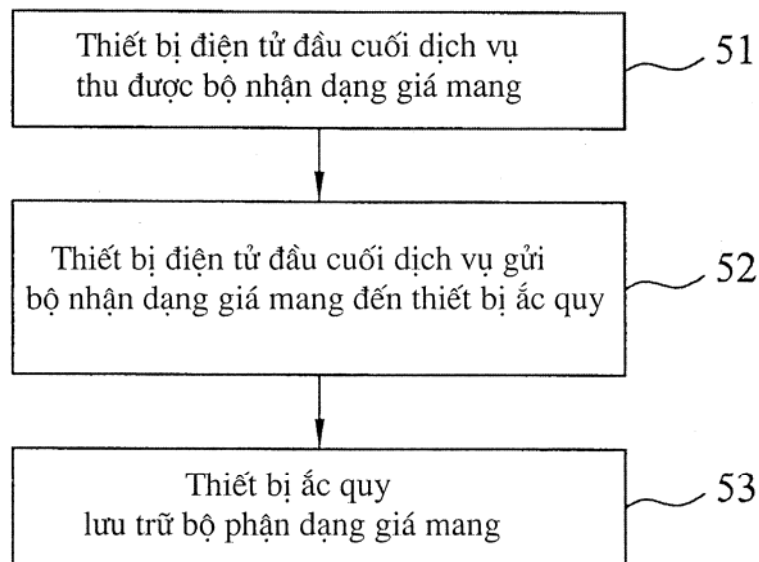 Thiết bị điện tử đầu cuối dịch vụ
thu được bộ nhận dạng giá mang
51
Thiết bị điện tử đầu cuối dịch vụ gửi
bộ nhận dạng giá mang đến thiết bị ắc quy
52
Thiết bị ắc quy
lưu trữ bộ phận dạng giá mang
53